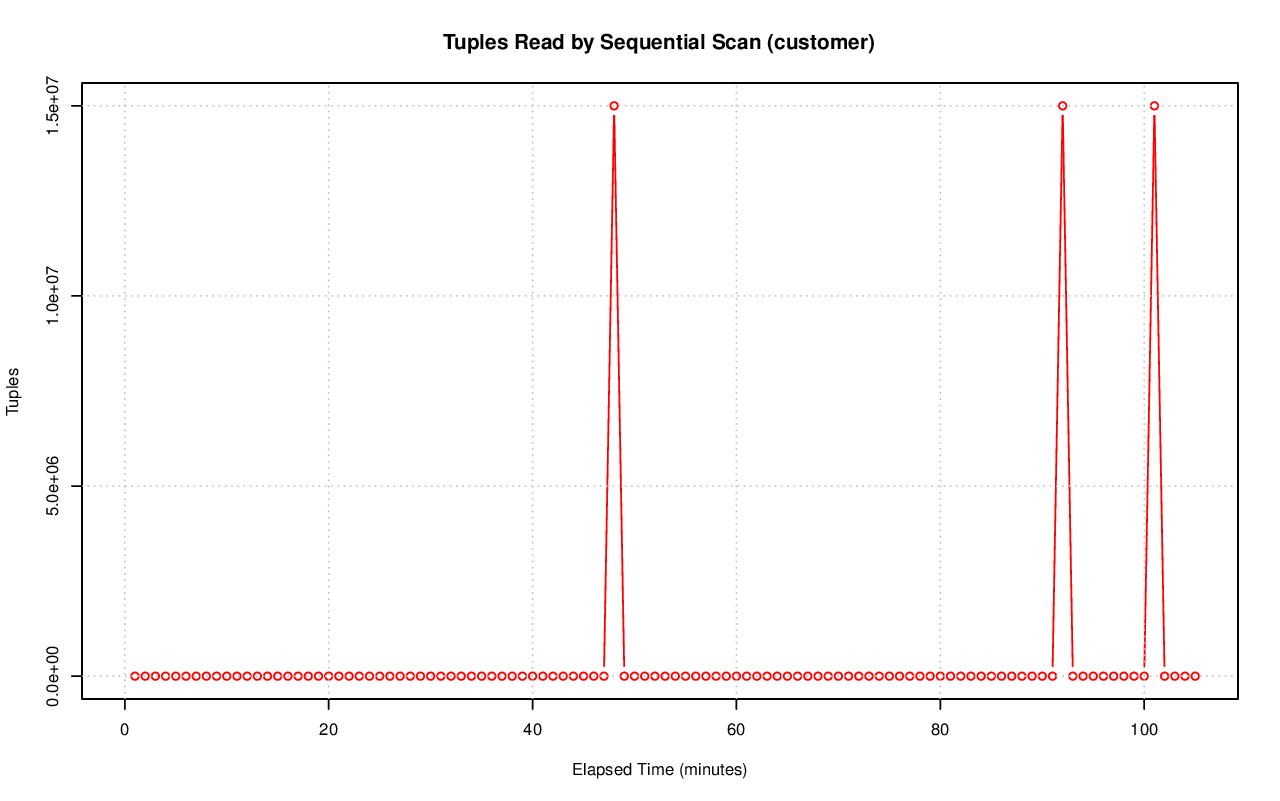 Tuples Read by Sequential Scan (customer)
1.5e+07
1.0e+07
5.0e+06
0.0e+00
Tuples
0 20 40 60 80 100
Elapsed Time (minutes)